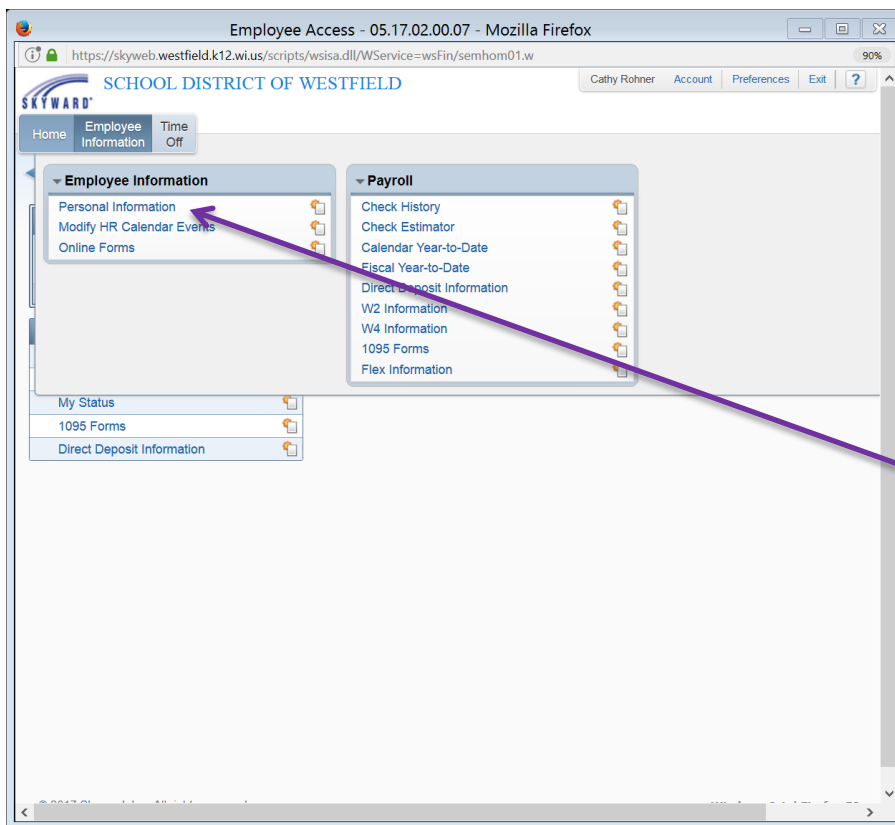 Employee Access - 05.17.02.00.07 - Mozilla Firefox
https://skyweb.westfield.k12.wi.us/scripts/wsisa.dll/WService=wsFin/semhom01.w
90%
SKYWARD
SCHOOL DISTRICT OF WESTFIELD
Cathy Rohner Account Preferences Exit ?
Home Employee Information Time Off
Employee Information
Personal Information
Modify HR Calendar Events
Online Forms
Payroll
Check History
Check Estimator
Calendar Year-to-Date
Fiscal Year-to-Date
Direct Deposit Information
W2 Information
W4 Information
1095 Forms
Flex Information
My Status
1095 Forms
Direct Deposit Information